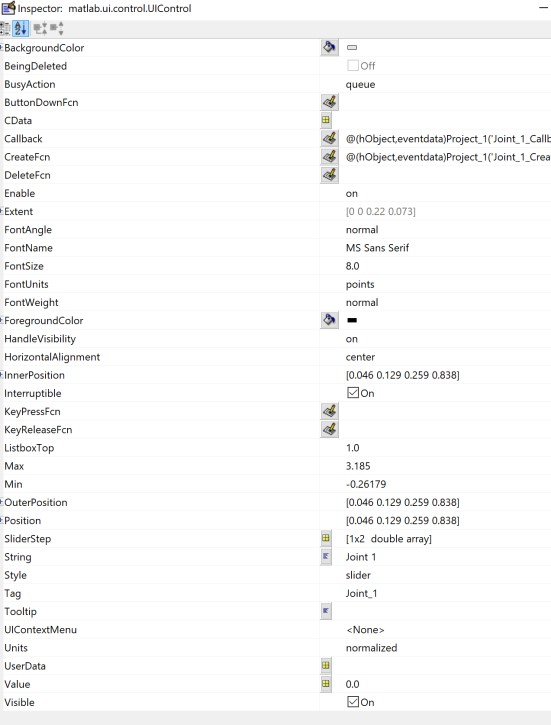 Inspector: matlab.ui.control.UIControl
BackgroundColor
BeingDeleted Off
BusyAction queue
ButtonDownFcn
CData
Callback @(hObject,eventdata)Project_1('Joint_1_Callb
CreateFcn @(hObject,eventdata)Project_1('Joint_1_Crea
DeleteFcn
Enable on
Extent [0 0 0.22 0.073]
FontAngle normal
FontName MS Sans Serif
FontSize 8.0
FontUnits points
FontWeight normal
ForegroundColor
HandleVisibility on
HorizontalAlignment center
InnerPosition [0.046 0.129 0.259 0.838]
Interruptible On
KeyPressFcn
KeyReleaseFcn
ListboxTop 1.0
Max 3.185
Min -0.26179
OuterPosition [0.046 0.129 0.259 0.838]
Position [0.046 0.129 0.259 0.838]
SliderStep [1x2 double array]
String Joint 1
Style slider
Tag Joint_1
Tooltip
UIContextMenu <None>
Units normalized
UserData
Value 0.0
Visible On